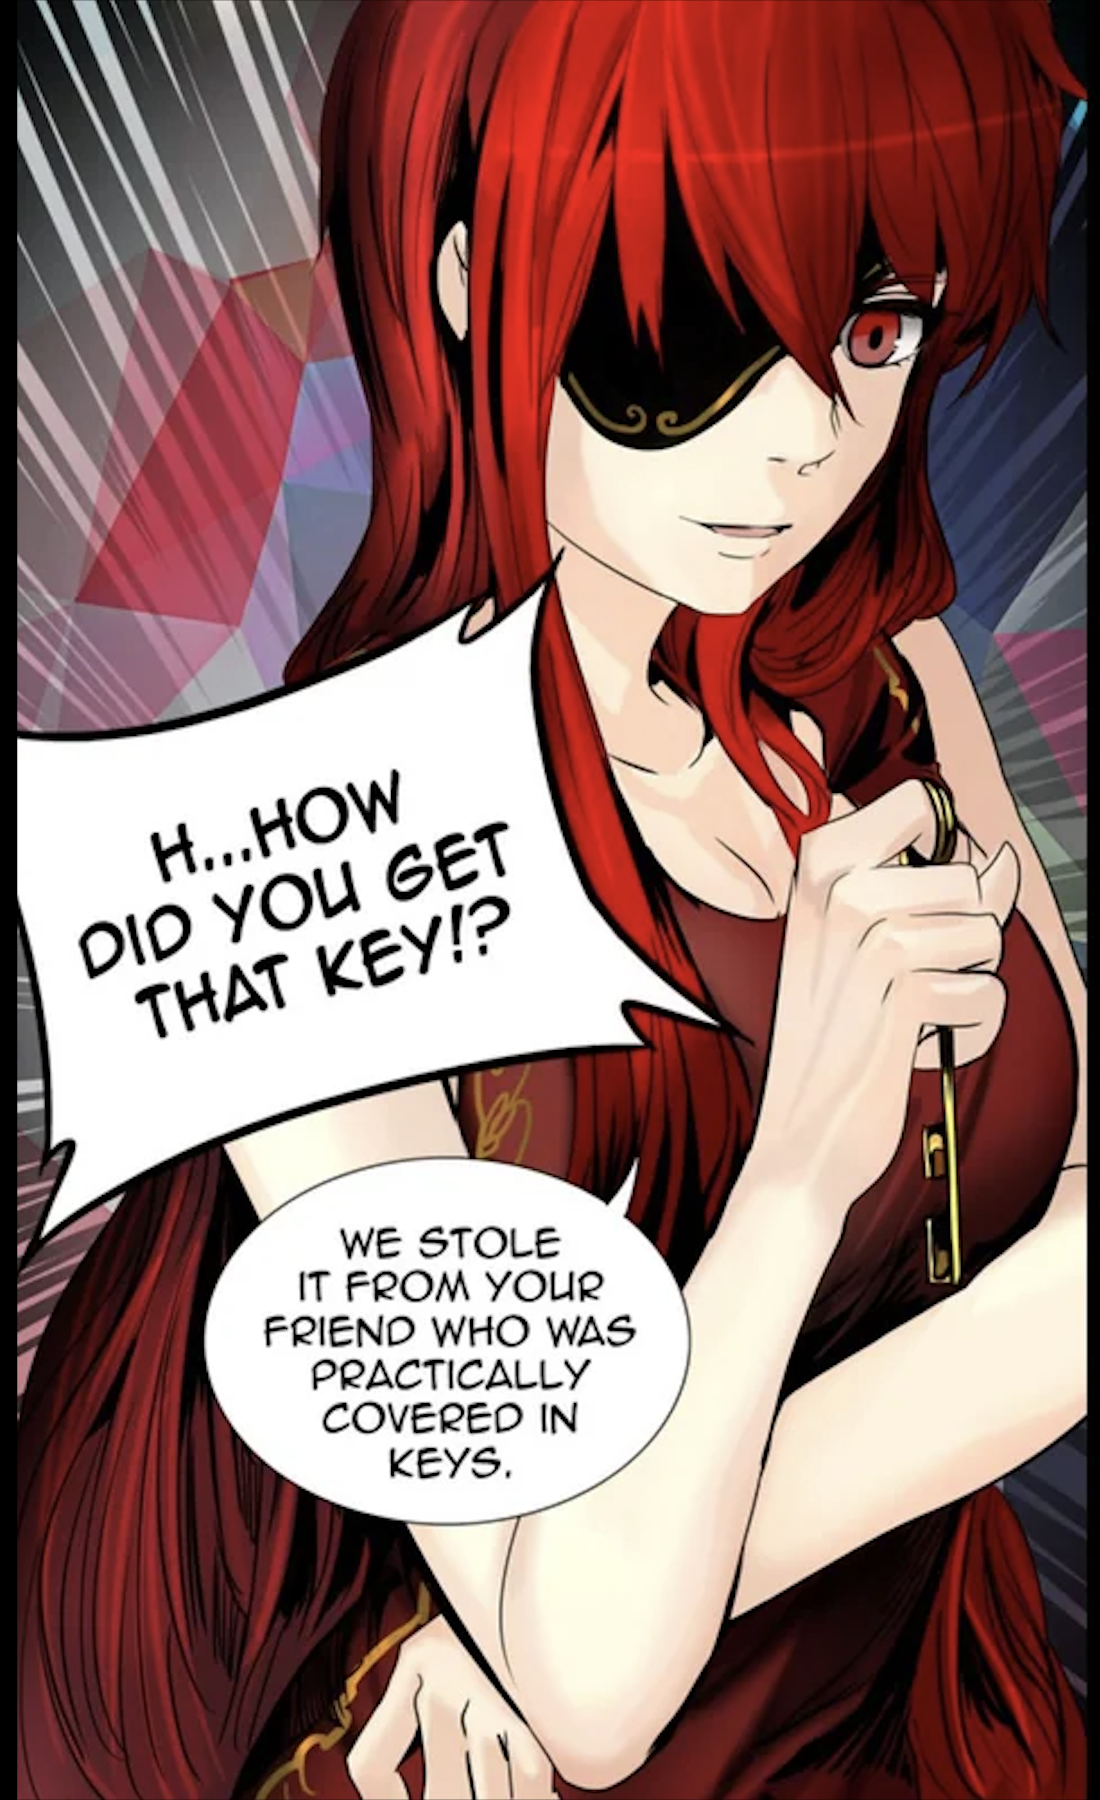 H...HOW
DID YOU GET
THAT KEY!?
WE STOLE
IT FROM YOUR
FRIEND WHO WAS
PRACTICALLY
COVERED IN
KEYS.